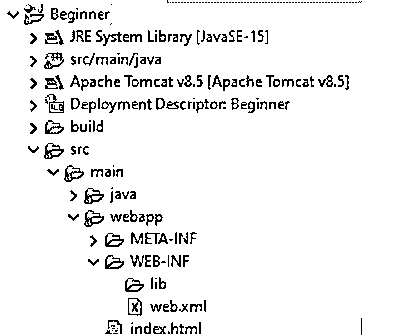 Beginner
JRE System Library [JavaSE-15]
src/main/java
Apache Tomcat v8.5 [Apache Tomcat v8.5]
Deployment Descriptor: Beginner
build
src
main
java
webapp
META-INF
WEB-INF
lib
web.xml
index.html